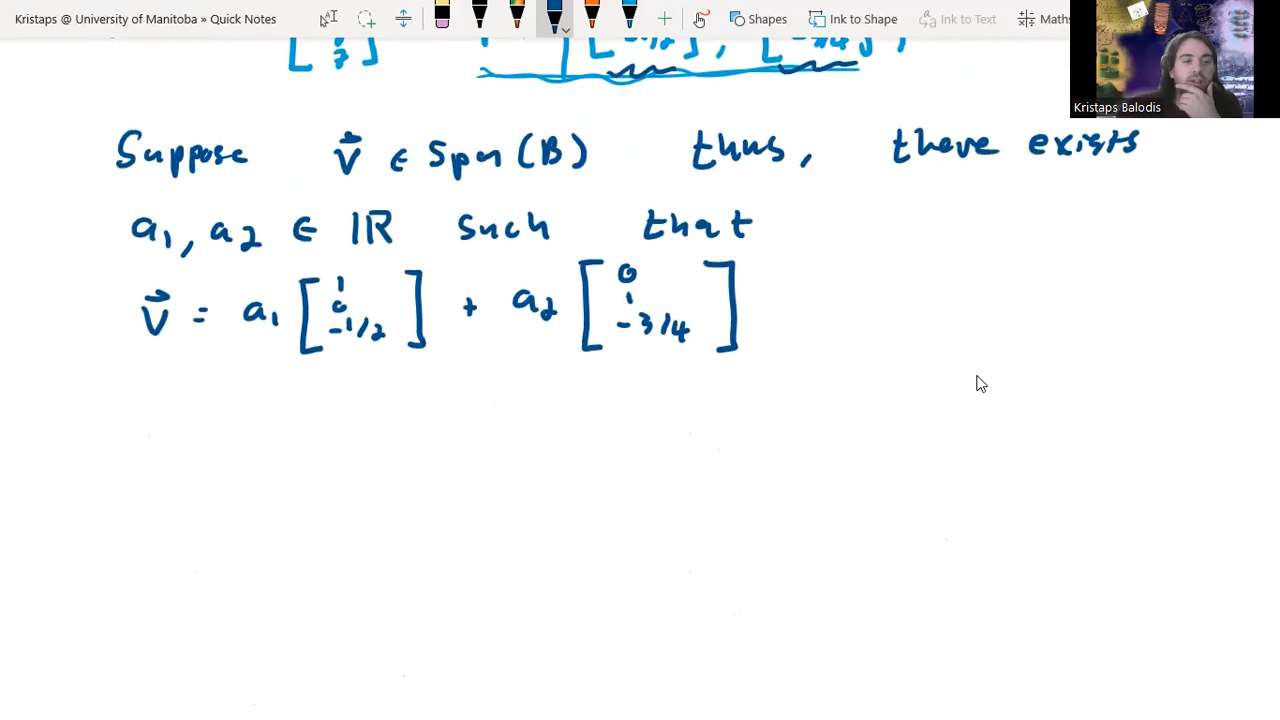 Kristaps @ University of Manitoba » Quick Notes
Shapes
Ink to Shape
Ink to Text
Maths
Kristaps Balodis
Suppose v⃗ ∈ Span(B) thus, there exists
a₁, a₂ ∈ ℝ such that
v⃗ = a₁ [1 0 -1/2] + a₂ [0 1 -3/4]